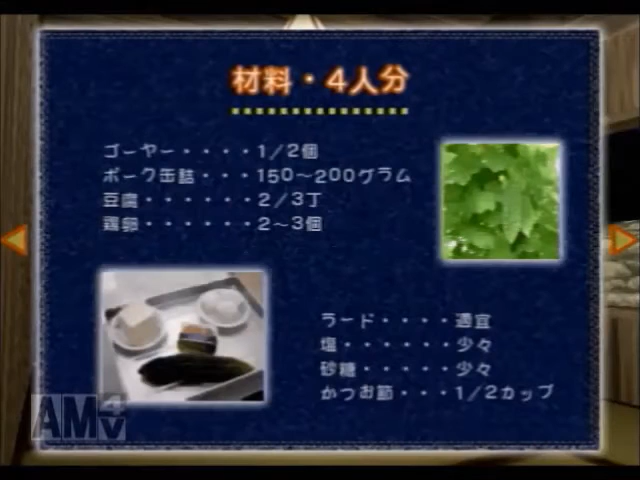 材料・4人分
ゴーヤー・・・・1/2個
ポーク缶詰・・・150〜200グラム
豆腐・・・・・・2/3丁
鶏卵・・・・・・2〜3個
ラード・・・・適宜
塩・・・・・・少々
砂糖・・・・・少々
かつお節・・・1/2カップ
AM4V